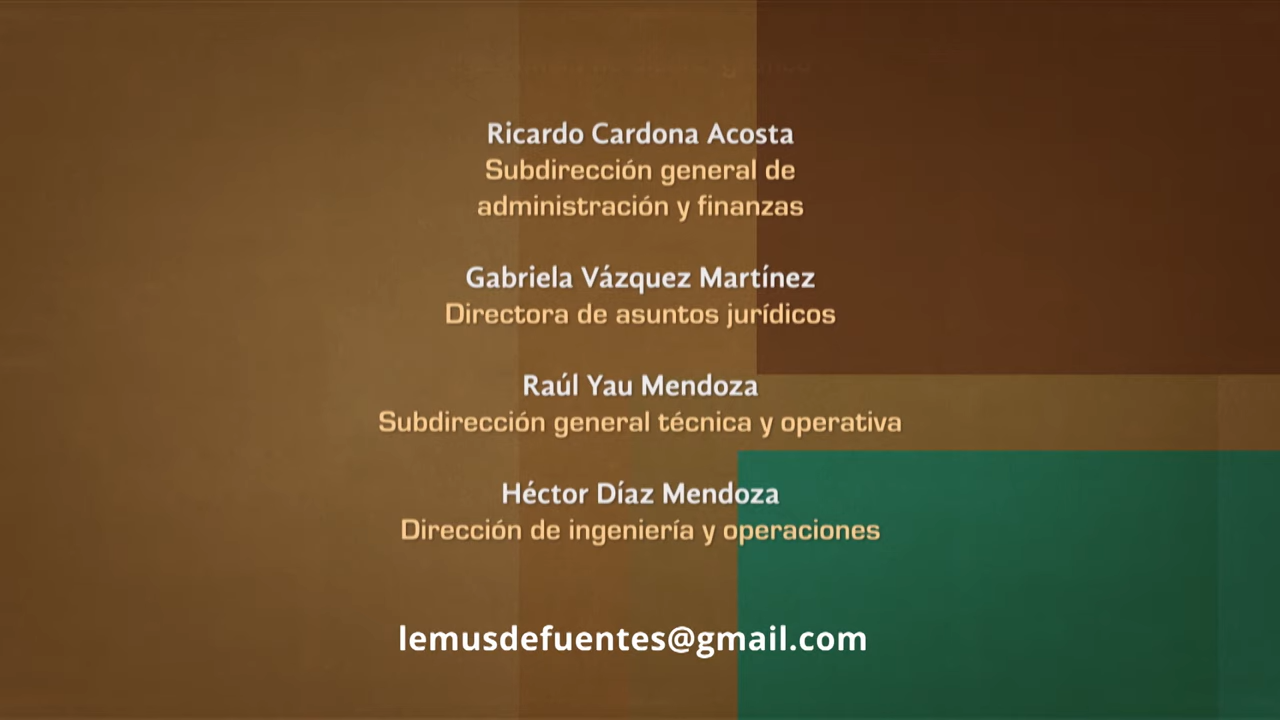 Ricardo Cardona Acosta
Subdirección general de
administración y finanzas
Gabriela Vázquez Martínez
Directora de asuntos jurídicos
Raúl Yau Mendoza
Subdirección general técnica y operativa
Héctor Díaz Mendoza
Dirección de ingeniería y operaciones
lemusdefuentes@gmail.com